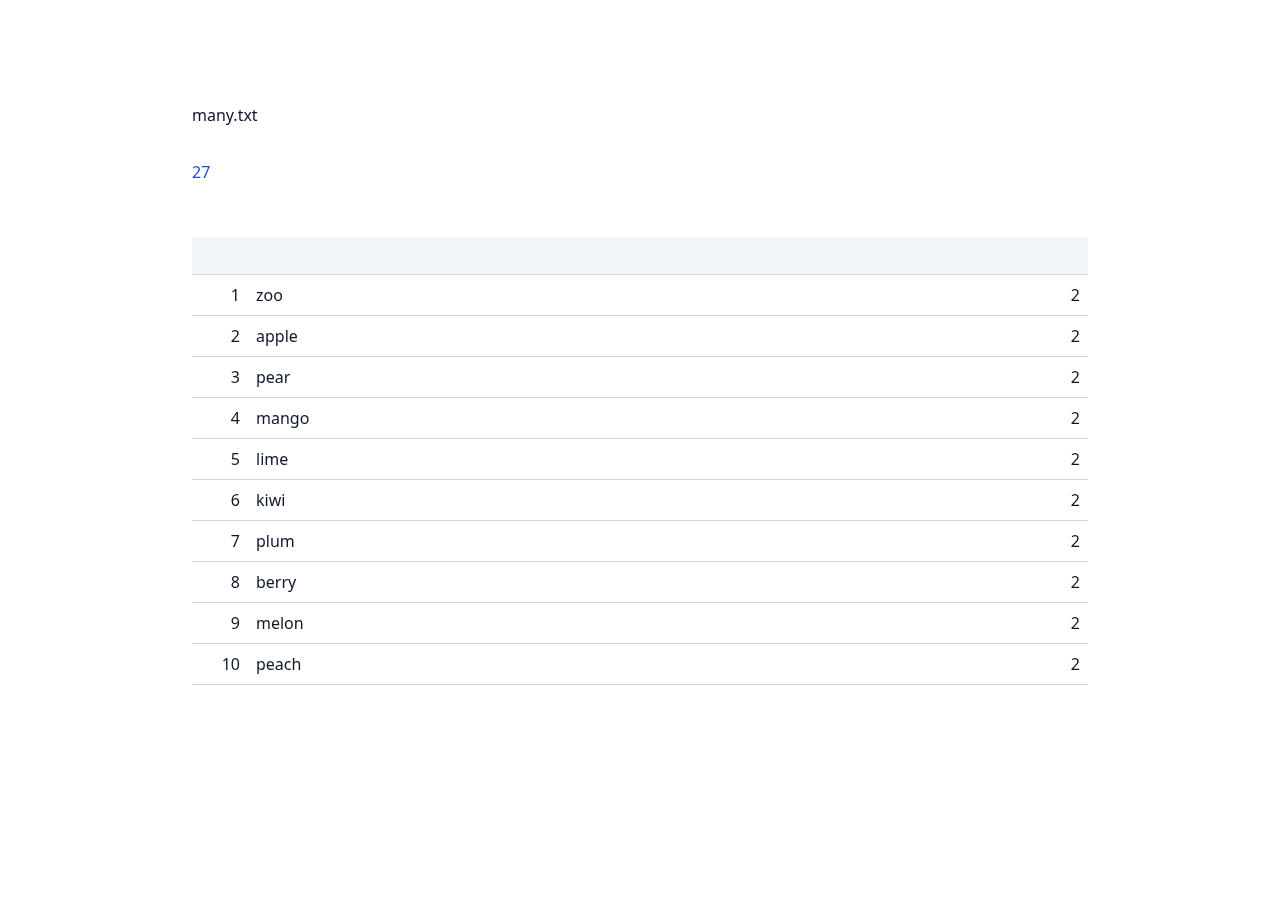 many.txt
27
1 zoo 2
2 apple 2
3 pear 2
4 mango 2
5 lime 2
6 kiwi 2
7 plum 2
8 berry 2
9 melon 2
10 peach 2